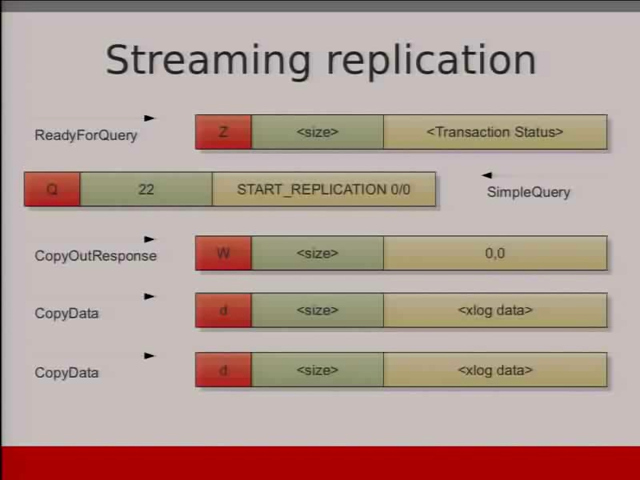 Streaming replication
ReadyForQuery
Z <size> <Transaction Status>
Q 22 START_REPLICATION 0/0
SimpleQuery
CopyOutResponse
W <size> 0,0
CopyData
d <size> <xlog data>
CopyData
d <size> <xlog data>